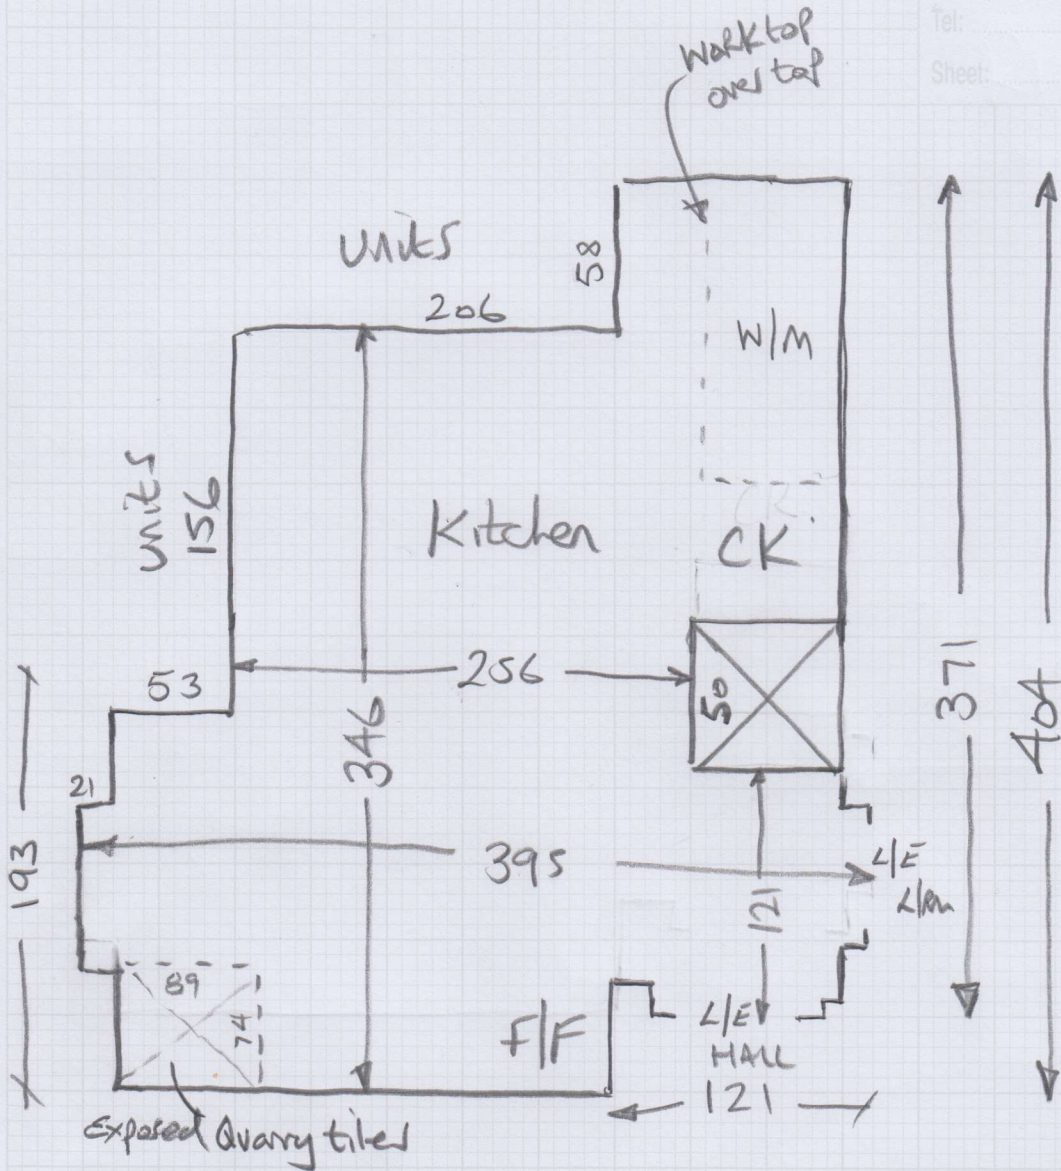 Tel:
Sheet:
Worktop
over top
units
206
58
W/M
units
156
Kitchen
CK
53
256
50
371
404
346
21
193
395
L/E
L/Rm
121
89
74
F/F
L/E
HALL
121
Exposed Quarry tiles